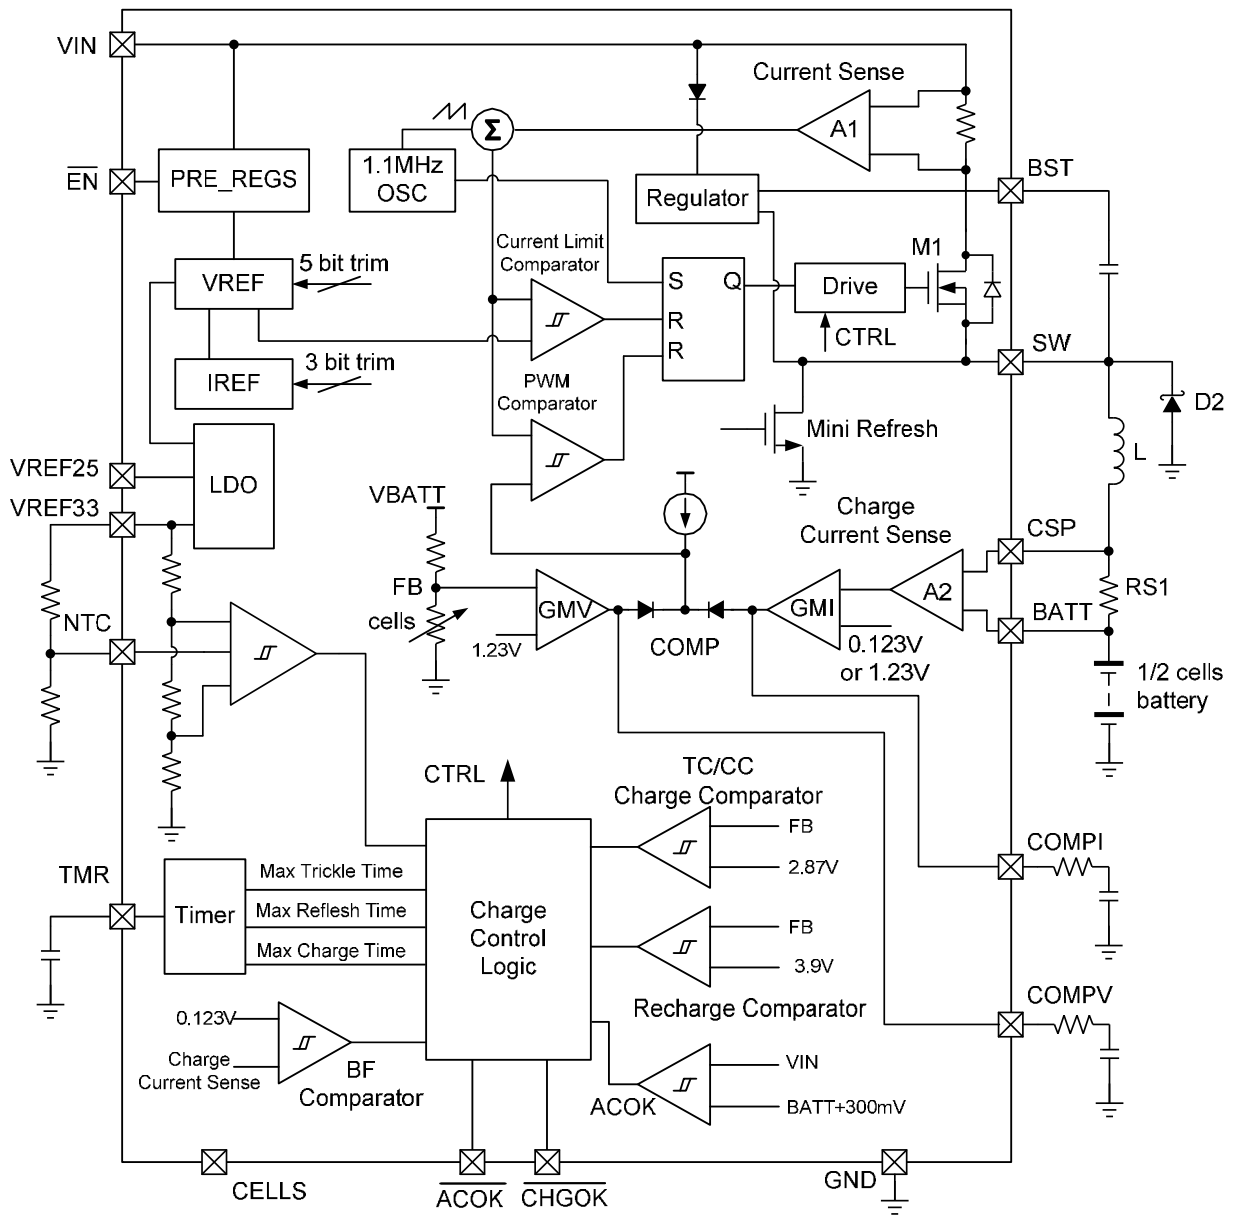 VIN
Current Sense
A1
Σ
EN
PRE_REGS
1.1MHz
OSC
Regulator
BST
Current Limit
Comparator
M1
VREF
5 bit trim
S
Q
R
R
Drive
CTRL
SW
IREF
3 bit trim
PWM
Comparator
D2
Mini Refresh
L
VREF25
LDO
VREF33
VBATT
Charge
Current Sense
CSP
FB
GMV
GMI
A2
RS1
cells
NTC
1.23V
COMP
0.123V
or 1.23V
BATT
1/2 cells
battery
CTRL
TC/CC
Charge Comparator
FB
2.87V
COMPI
TMR
Timer
Max Trickle Time
Max Reflesh Time
Max Charge Time
Charge
Control
Logic
FB
3.9V
Recharge Comparator
COMPV
0.123V
Charge
Current Sense
BF
Comparator
VIN
ACOK
BATT+300mV
CELLS
ACOK
CHGOK
GND